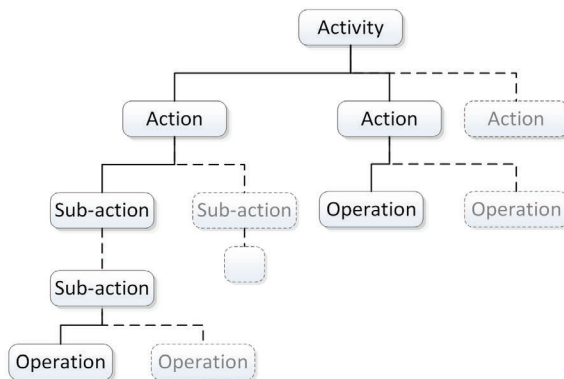 Activity
Action Action Action
Sub-action Sub-action Operation Operation
Sub-action
Operation Operation